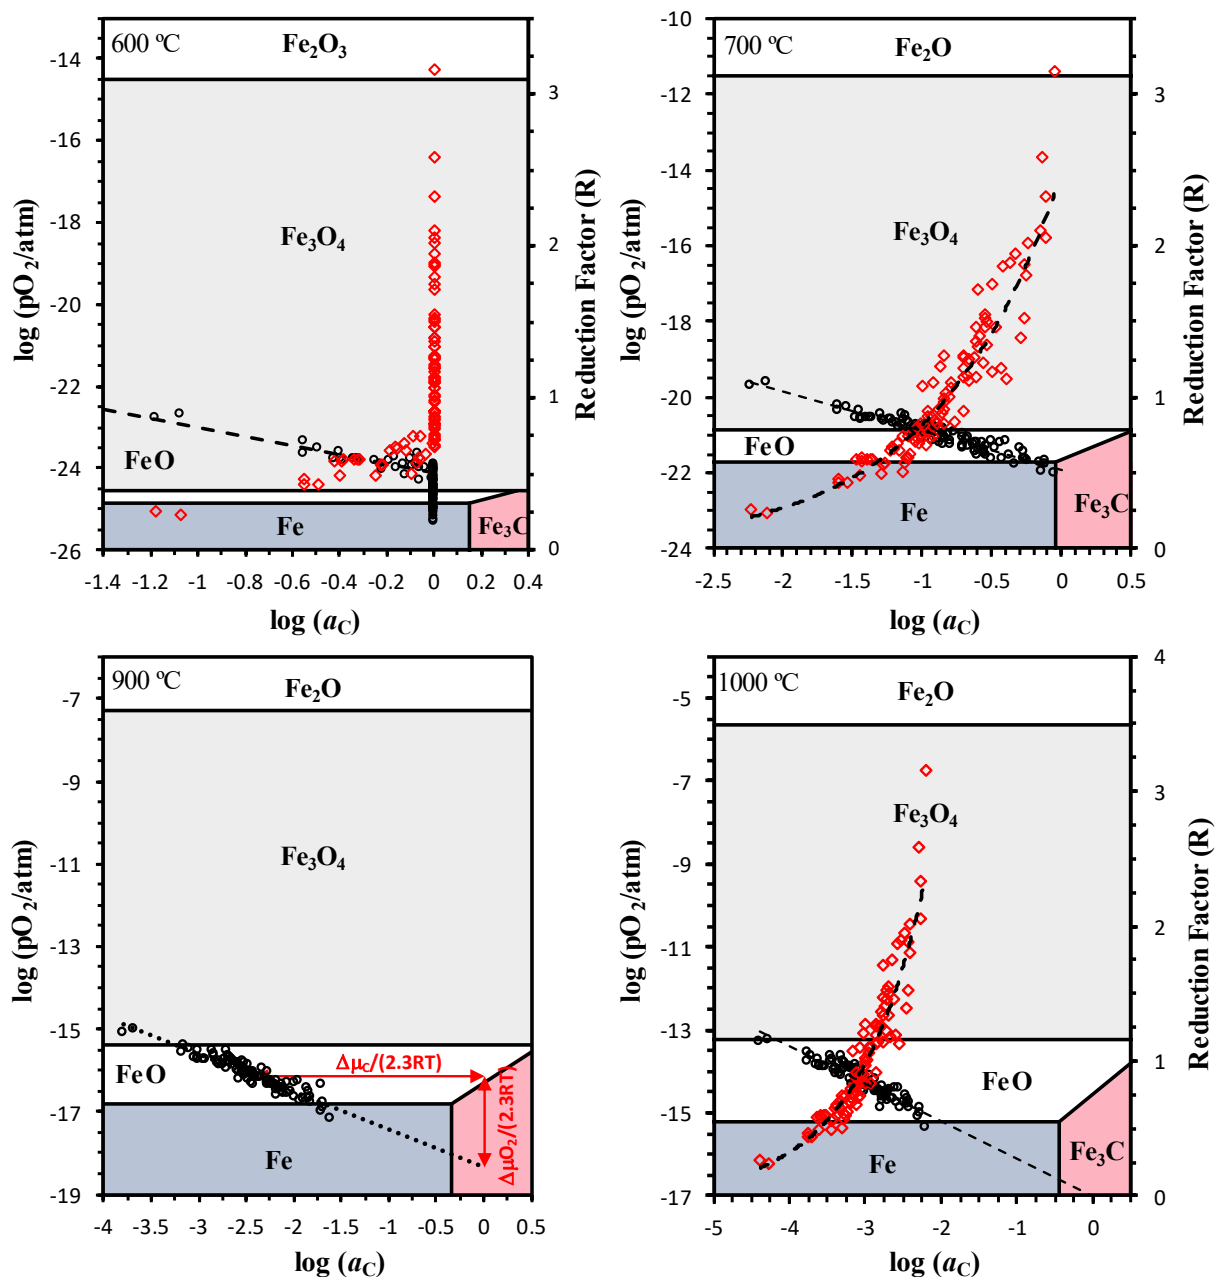 600 ºC
Fe2O3
Fe3O4
FeO
Fe
Fe3C
log (pO2/atm)
-14
-16
-18
-20
-22
-24
-26
Reduction Factor (R)
3
2
1
0
-1.4 -1.2 -1 -0.8 -0.6 -0.4 -0.2 0 0.2 0.4
log (aC)
700 ºC
Fe2O
Fe3O4
FeO
Fe
Fe3C
log (pO2/atm)
-10
-12
-14
-16
-18
-20
-22
-24
Reduction Factor (R)
3
2
1
0
-2.5 -2 -1.5 -1 -0.5 0 0.5
log (aC)
900 ºC
Fe2O
Fe3O4
FeO
Fe
ΔμC/(2.3RT)
ΔμO2/(2.3RT)
log (pO2/atm)
-7
-9
-11
-13
-15
-17
-19
-4 -3.5 -3 -2.5 -2 -1.5 -1 -0.5 0 0.5
log (aC)
1000 ºC
Fe2O
Fe3O4
FeO
Fe
Fe3C
log (pO2/atm)
-5
-7
-9
-11
-13
-15
-17
Reduction Factor (R)
4
3
2
1
0
-5 -4 -3 -2 -1 0
log (aC)